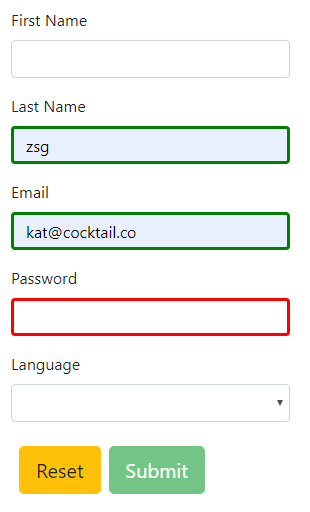 First Name
Last Name
zsg
Email
kat@cocktail.co
Password
Language
Reset Submit